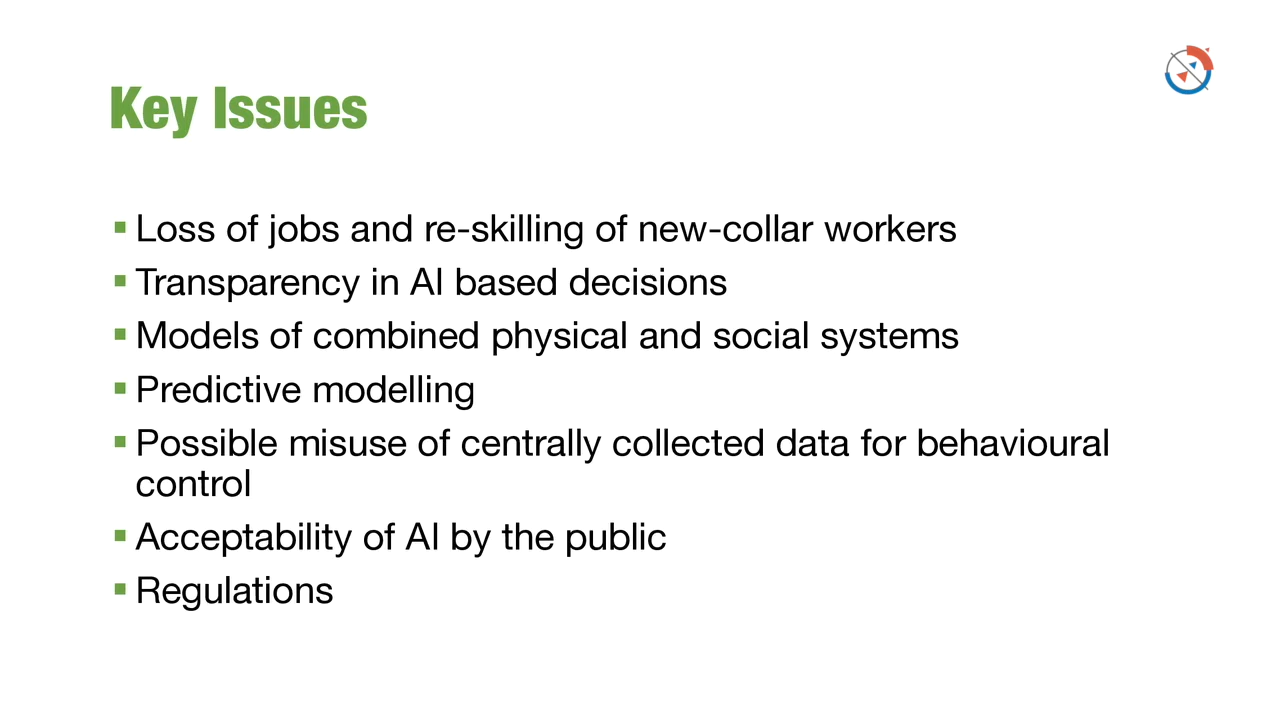 Key Issues
Loss of jobs and re-skilling of new-collar workers
Transparency in AI based decisions
Models of combined physical and social systems
Predictive modelling
Possible misuse of centrally collected data for behavioural
control
Acceptability of AI by the public
Regulations